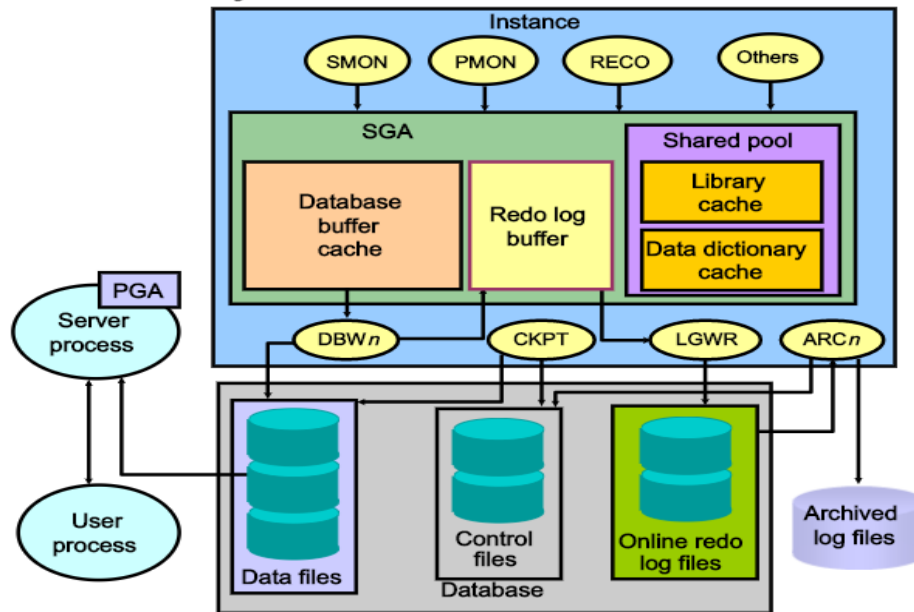 Instance
SMON
PMON
RECO
Others
SGA
Shared pool
Library
cache
Data dictionary
cache
Database
buffer
cache
Redo log
buffer
PGA
Server
process
DBWn
CKPT
LGWR
ARCn
User
process
Data files
Control
files
Online redo
log files
Database
Archived
log files